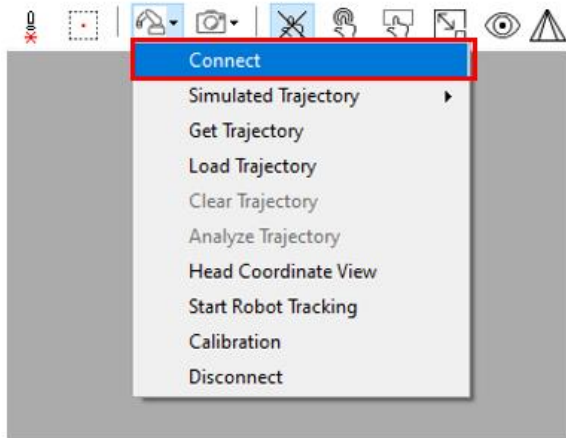 Connect
Simulated Trajectory
Get Trajectory
Load Trajectory
Clear Trajectory
Analyze Trajectory
Head Coordinate View
Start Robot Tracking
Calibration
Disconnect